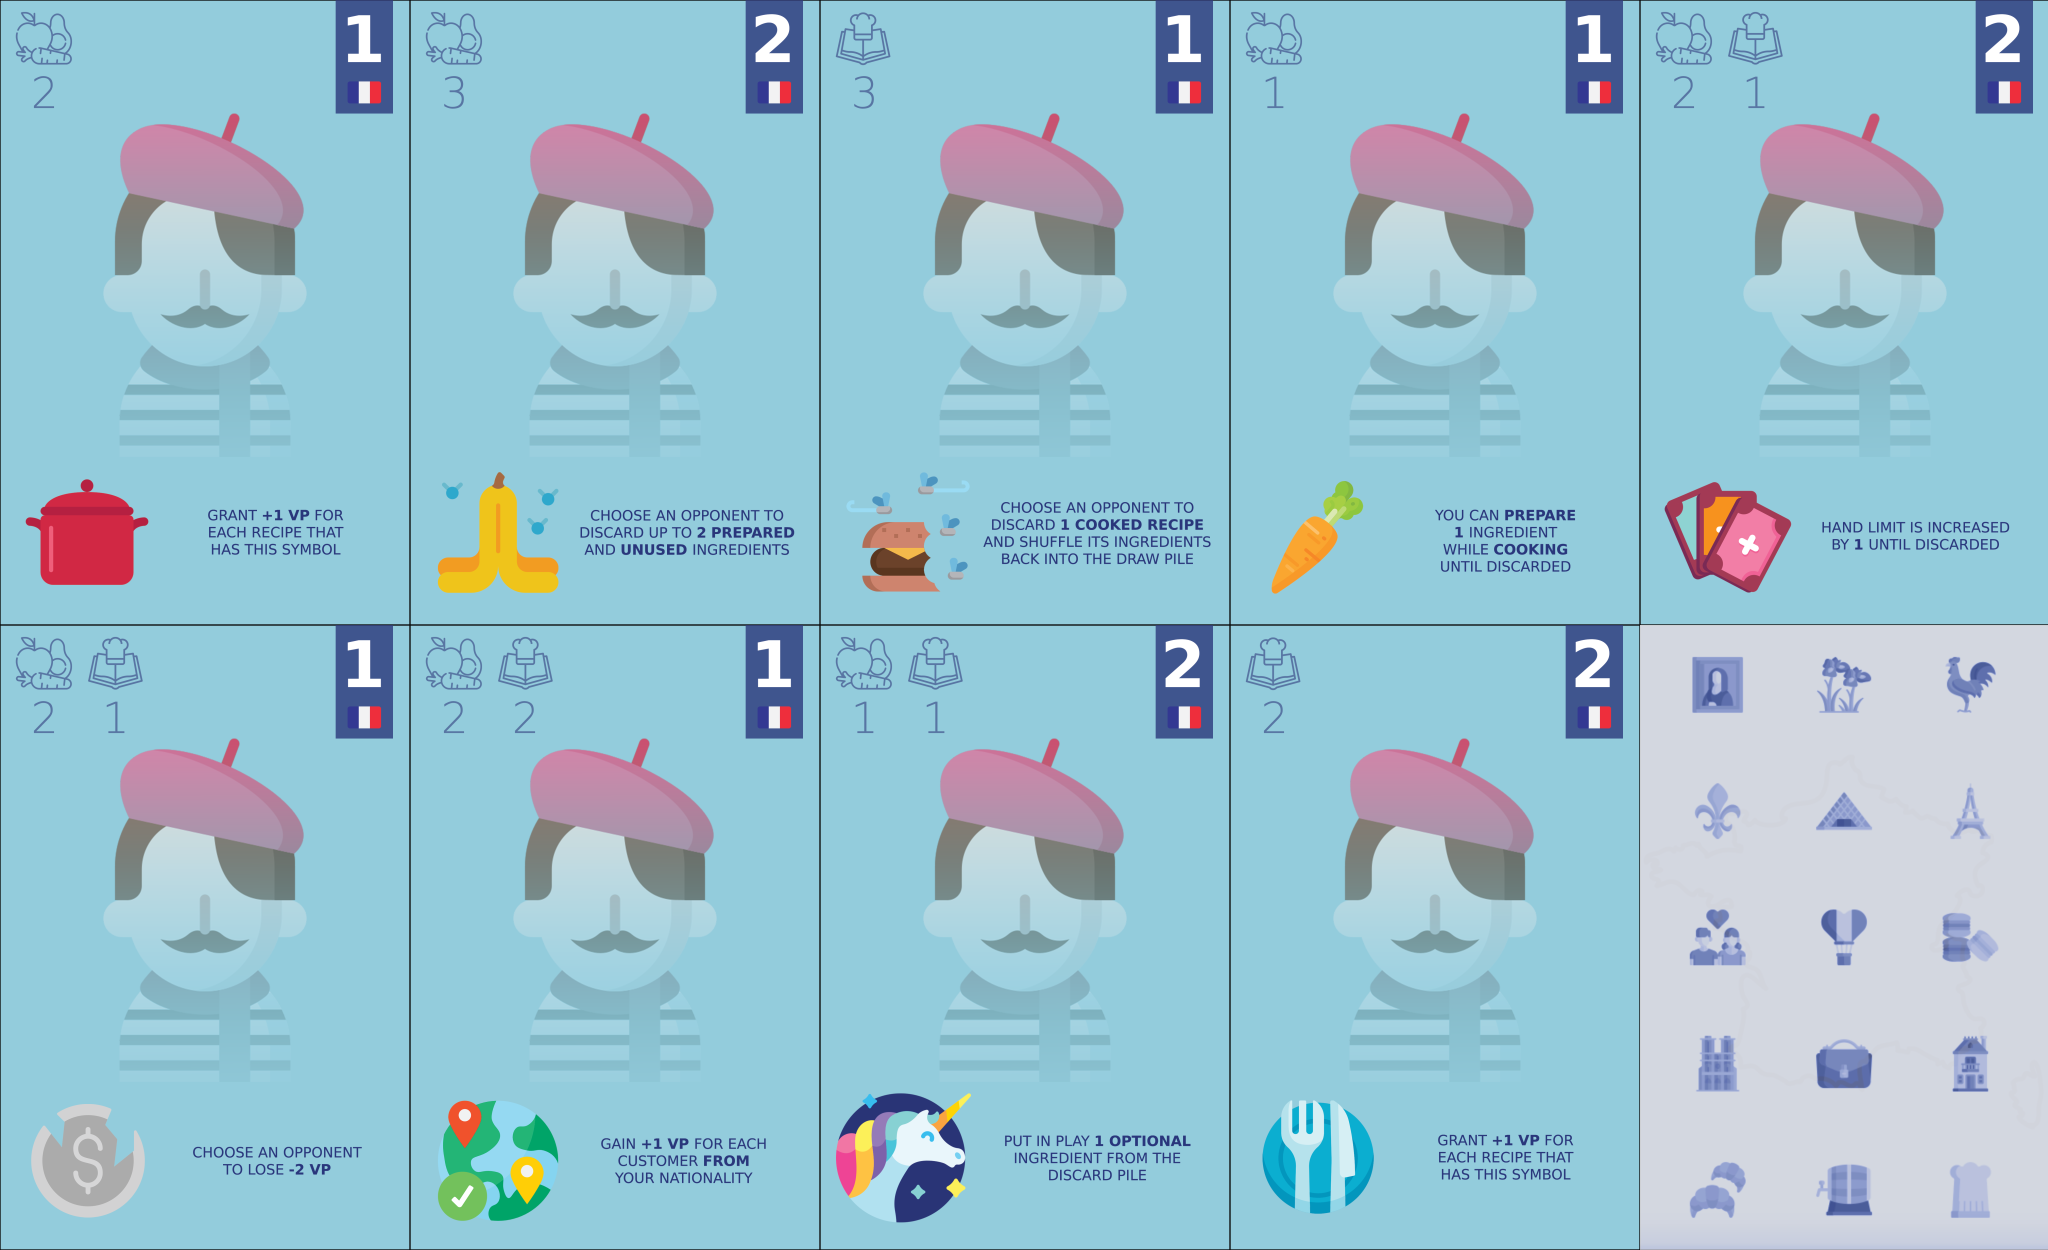 1
2
GRANT +1 VP FOR
EACH RECIPE THAT
HAS THIS SYMBOL
2
3
CHOOSE AN OPPONENT TO
DISCARD UP TO 2 PREPARED
AND UNUSED INGREDIENTS
1
3
CHOOSE AN OPPONENT TO
DISCARD 1 COOKED RECIPE
AND SHUFFLE ITS INGREDIENTS
BACK INTO THE DRAW PILE
1
1
YOU CAN PREPARE
1 INGREDIENT
WHILE COOKING
UNTIL DISCARDED
2
2 1
HAND LIMIT IS INCREASED
BY 1 UNTIL DISCARDED
1
2 1
$
CHOOSE AN OPPONENT
TO LOSE -2 VP
1
2 2
GAIN +1 VP FOR EACH
CUSTOMER FROM
YOUR NATIONALITY
2
1 1
PUT IN PLAY 1 OPTIONAL
INGREDIENT FROM THE
DISCARD PILE
2
2
GRANT +1 VP FOR
EACH RECIPE THAT
HAS THIS SYMBOL